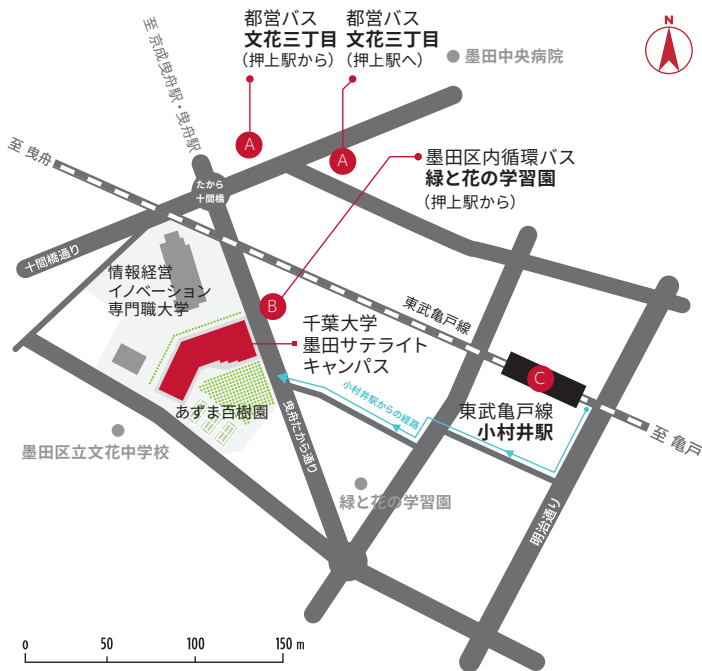 都営バス
文花三丁目
(押上駅から)
都営バス
文花三丁目
(押上駅へ)
墨田中央病院
N
至 京成曳舟駅・曳舟駅
至 曳舟
A
A
墨田区内循環バス
緑と花の学習園
(押上駅から)
たから
十間橋
十間橋通り
情報経営
イノベーション
専門職大学
B
千葉大学
墨田サテライト
キャンパス
東武亀戸線
C
小村井駅からの経路
東武亀戸線
小村井駅
至 亀戸
あずま百樹園
曳舟たから通り
墨田区立文花中学校
緑と花の学習園
明治通り
0 50 100 150 m